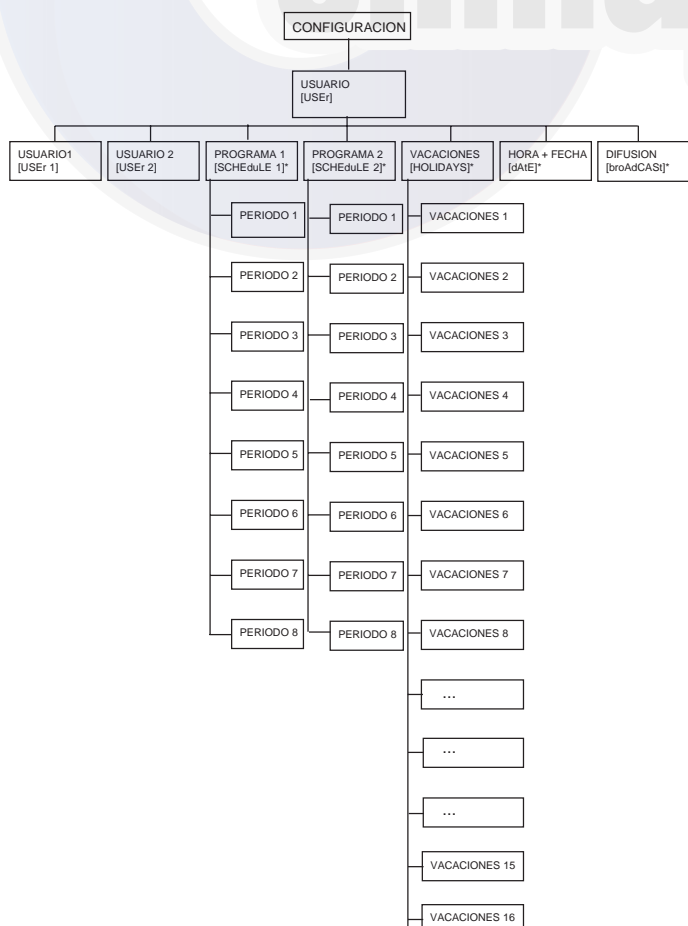 CONFIGURACION
USUARIO
[USEr]
USUARIO1
[USEr 1]
USUARIO 2
[USEr 2]
PROGRAMA 1
[SCHEduLE 1]*
PROGRAMA 2
[SCHEduLE 2]*
VACACIONES
[HOLIDAYS]*
HORA + FECHA
[dAtE]*
DIFUSION
[broAdCASt]*
PERIODO 1
PERIODO 1
VACACIONES 1
PERIODO 2
PERIODO 2
VACACIONES 2
PERIODO 3
PERIODO 3
VACACIONES 3
PERIODO 4
PERIODO 4
VACACIONES 4
PERIODO 5
PERIODO 5
VACACIONES 5
PERIODO 6
PERIODO 6
VACACIONES 6
PERIODO 7
PERIODO 7
VACACIONES 7
PERIODO 8
PERIODO 8
VACACIONES 8
...
...
...
VACACIONES 15
VACACIONES 16